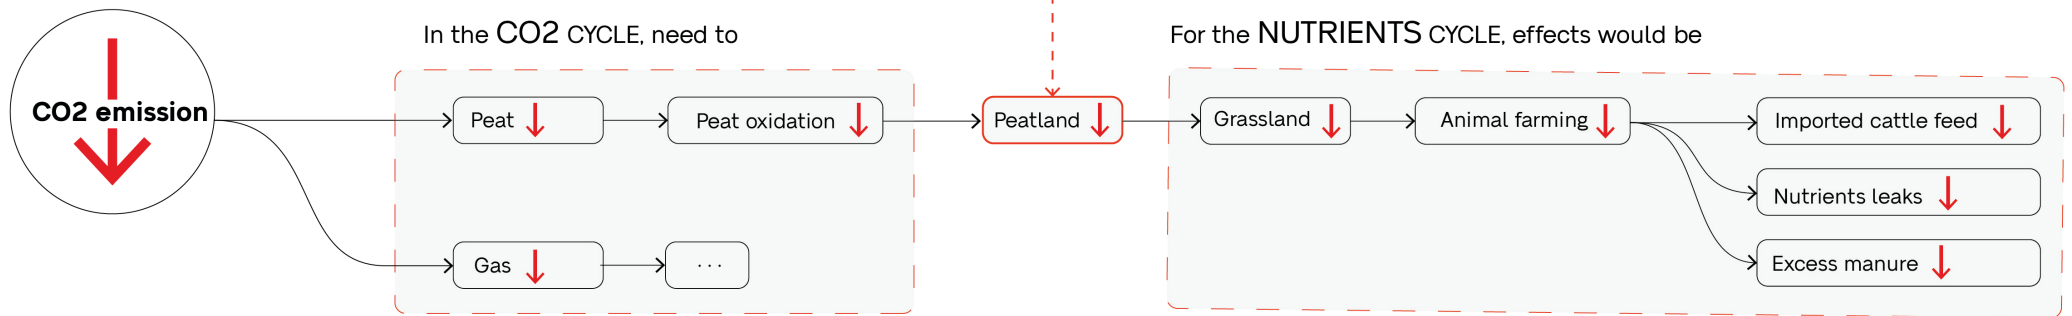 In the CO2 CYCLE, need to
For the NUTRIENTS CYCLE, effects would be
CO2 emission
Peat
Peat oxidation
Peatland
Grassland
Animal farming
Imported cattle feed
Nutrients leaks
Gas
...
Excess manure